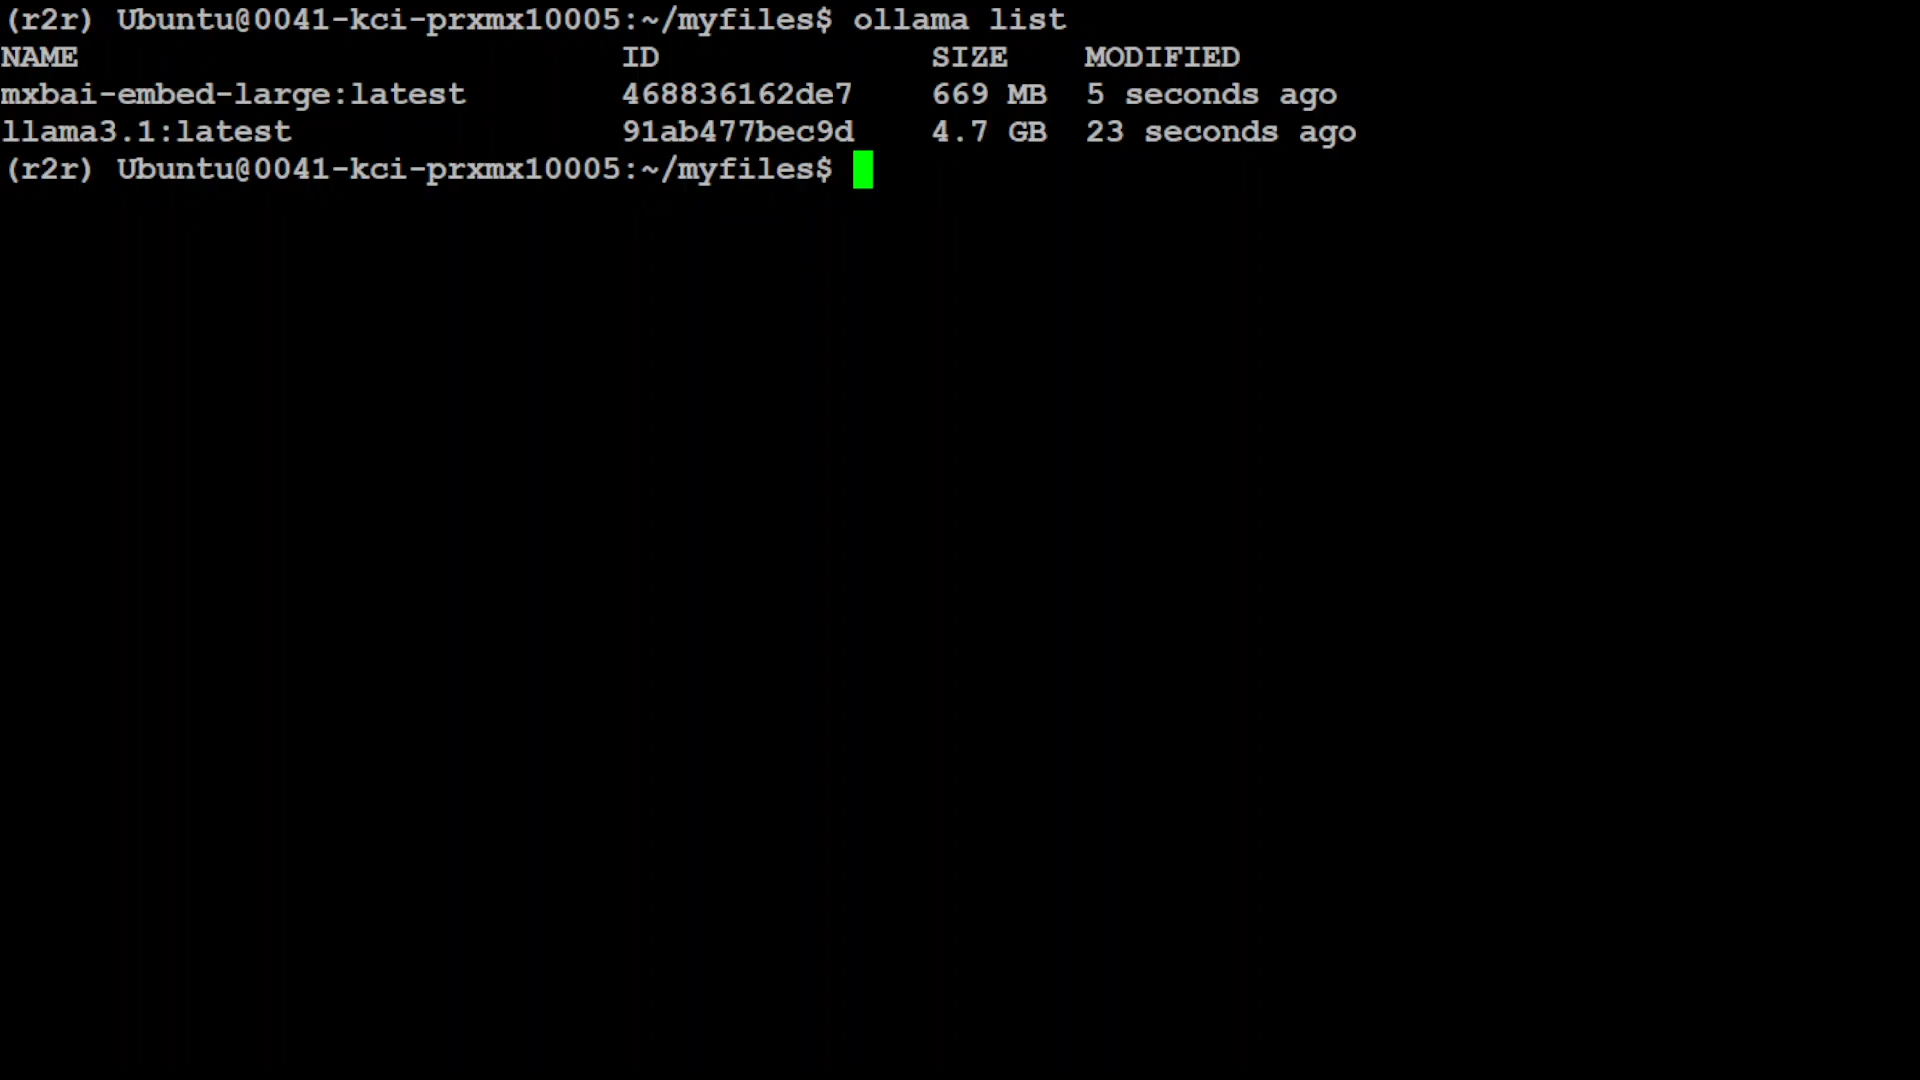 (r2r) Ubuntu@0041-kci-prxmx10005:~/myfiles$ ollama list
NAME ID SIZE MODIFIED
mxbai-embed-large:latest 468836162de7 669 MB 5 seconds ago
llama3.1:latest 91ab477bec9d 4.7 GB 23 seconds ago
(r2r) Ubuntu@0041-kci-prxmx10005:~/myfiles$